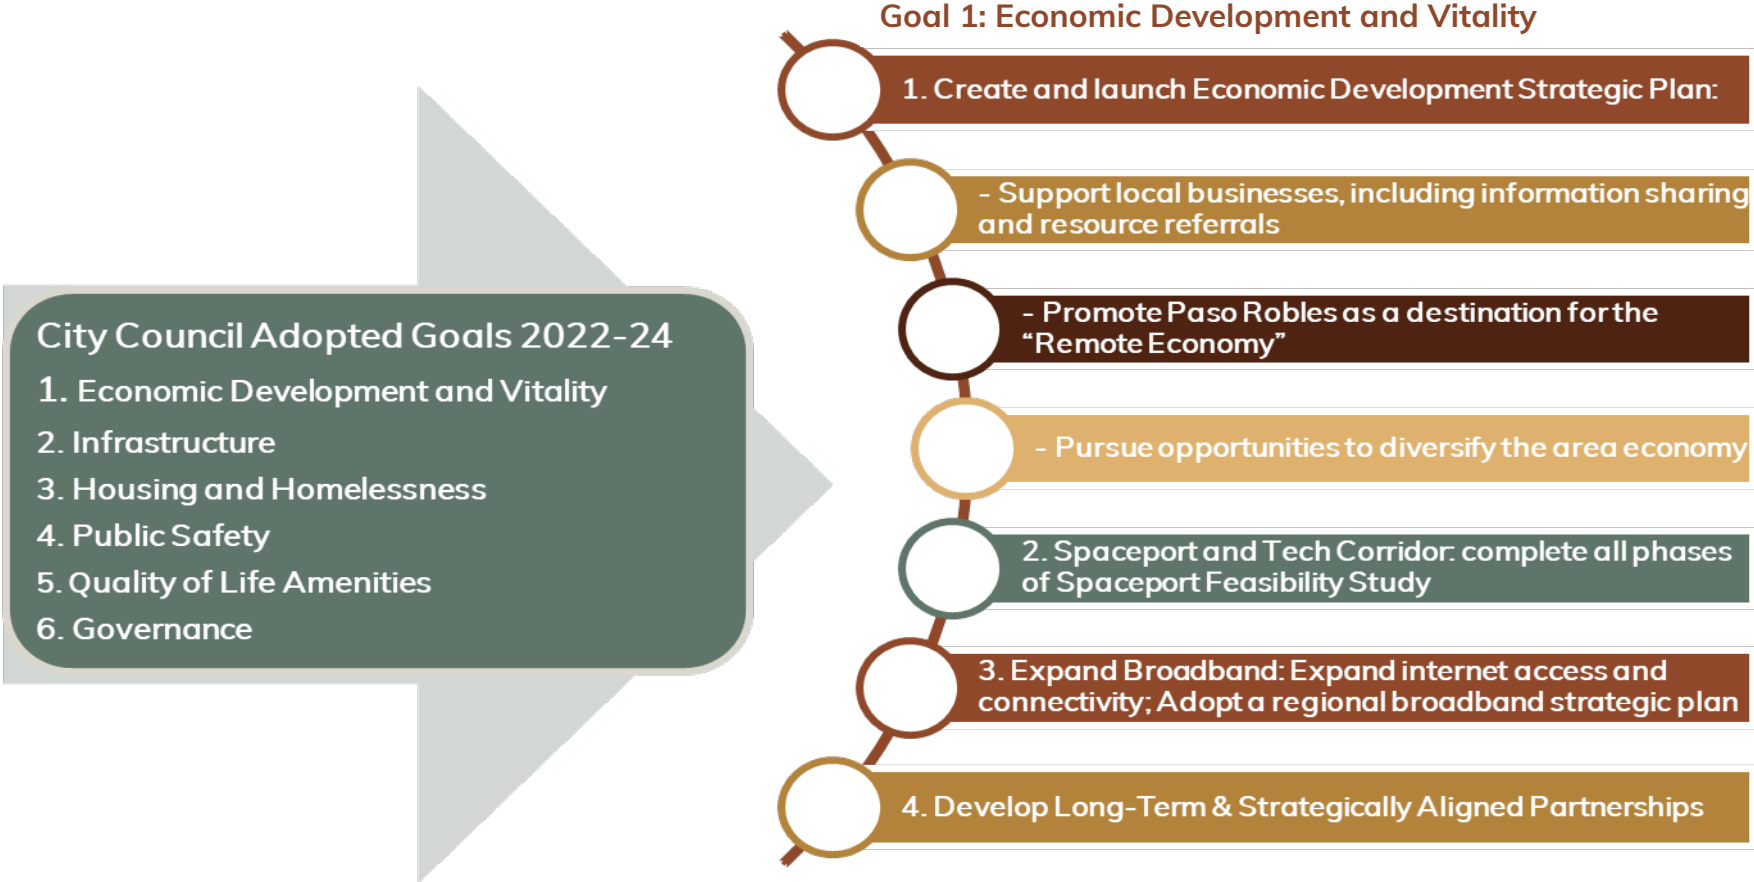 City Council Adopted Goals 2022-24
1. Economic Development and Vitality
2. Infrastructure
3. Housing and Homelessness
4. Public Safety
5. Quality of Life Amenities
6. Governance
Goal 1: Economic Development and Vitality
1. Create and launch Economic Development Strategic Plan:
- Support local businesses, including information sharing
and resource referrals
- Promote Paso Robles as a destination for the
“Remote Economy”
- Pursue opportunities to diversify the area economy
2. Spaceport and Tech Corridor: complete all phases
of Spaceport Feasibility Study
3. Expand Broadband: Expand internet access and
connectivity; Adopt a regional broadband strategic plan
4. Develop Long-Term & Strategically Aligned Partnerships